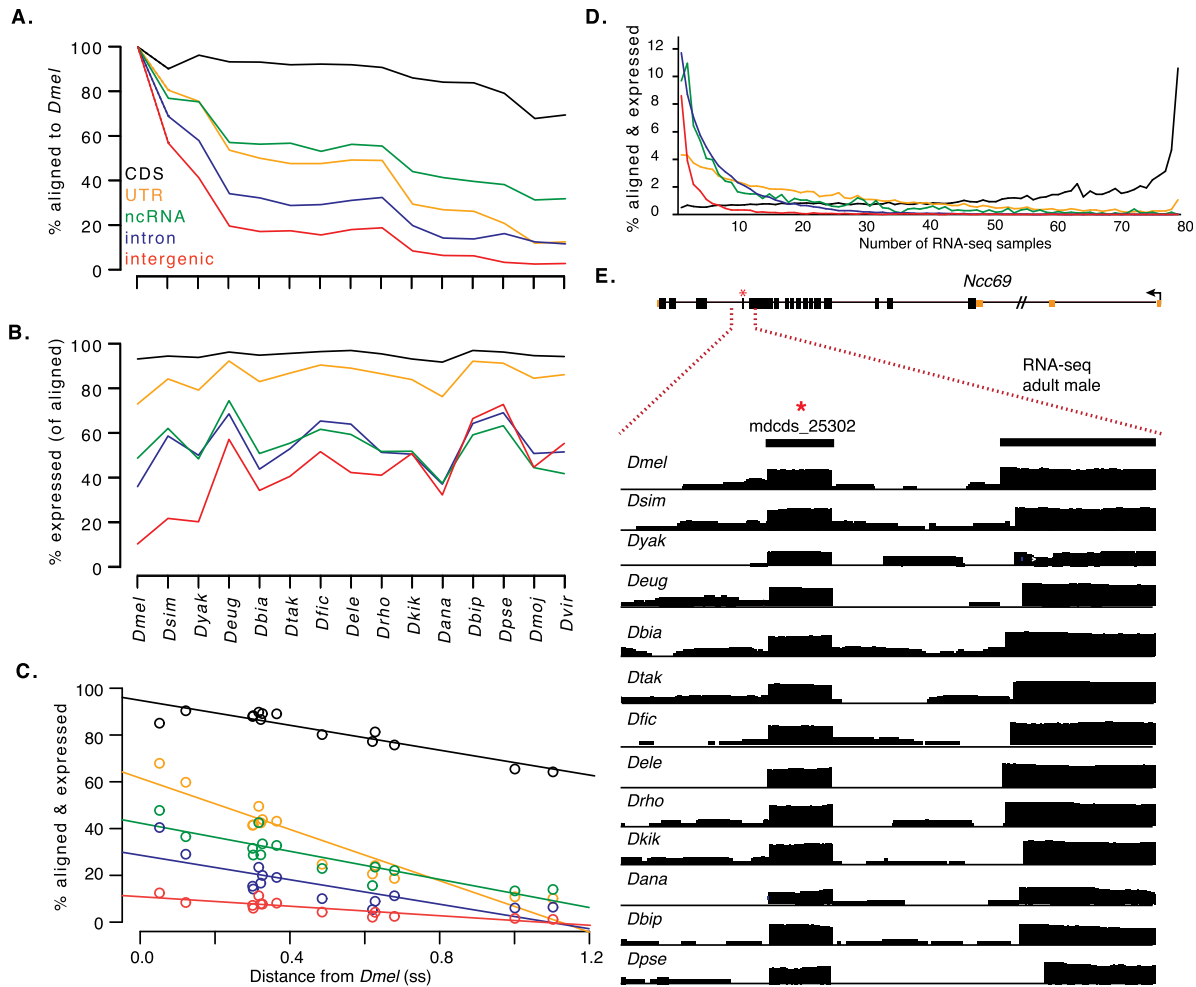 A.
% aligned to Dmel
100
80
60
40
20
0
CDS
UTR
ncRNA
intron
intergenic
B.
% expressed (of aligned)
100
80
60
40
20
0
Dmel
Dsim
Dyak
Deug
Dbia
Dtak
Dfic
Dele
Drho
Dkik
Dana
Dbip
Dpse
Dmoj
Dvir
C.
% aligned & expressed
100
80
60
40
20
0
0.0 0.4 0.6 0.8 1.0 1.2
Distance from Dmel (ss)
D.
% aligned & expressed
12
10
8
6
4
2
0
10 20 30 40 50 60 70 80
Number of RNA-seq samples
E.
Ncc69
*
//
RNA-seq
adult male
*
mdcds_25302
Dmel
Dsim
Dyak
Deug
Dbia
Dtak
Dfic
Dele
Drho
Dkik
Dana
Dbip
Dpse